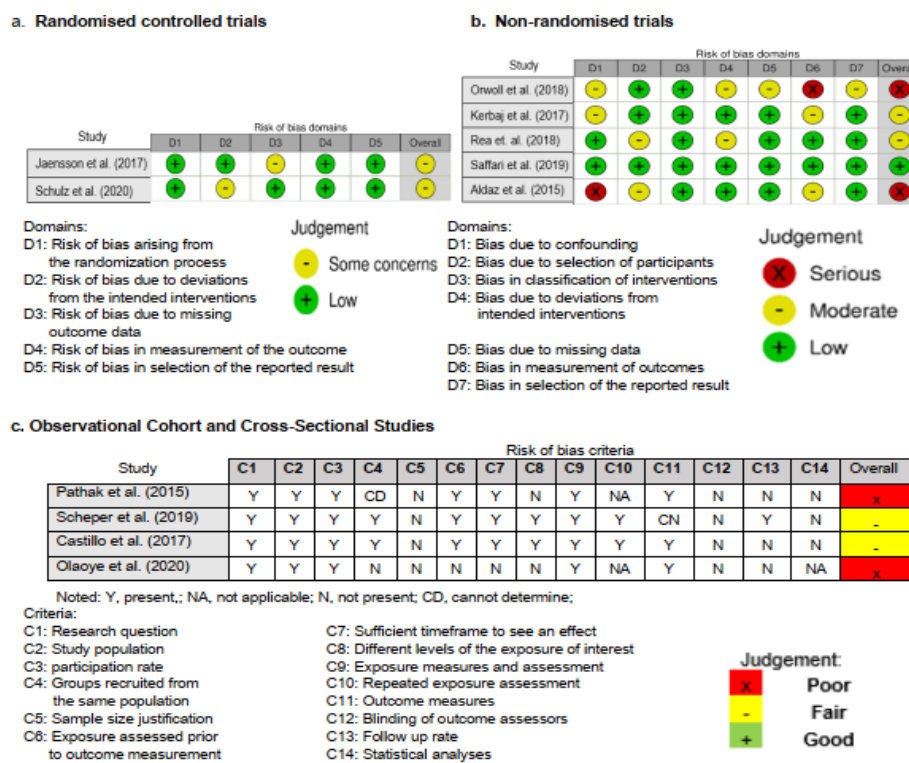 a. Randomised controlled trials
b. Non-randomised trials
Risk of bias domains
Study D1 D2 D3 D4 D5 Overall
Jaensson et al. (2017) + + - + + -
Schulz et al. (2020) + - + + + -
Domains:
D1: Risk of bias arising from
the randomization process
D2: Risk of bias due to deviations
from the intended interventions
D3: Risk of bias due to missing
outcome data
D4: Risk of bias in measurement of the outcome
D5: Risk of bias in selection of the reported result
Judgement
- Some concerns
+ Low
Risk of bias domains
Study D1 D2 D3 D4 D5 D6 D7 Overa
Orwoll et al. (2018) - + + - - X - X
Kerbaj et al. (2017) - + + + + - + -
Rea et. al. (2018) + - + - + + + -
Saffari et al. (2019) + + + + + + + +
Aldaz et al. (2015) X - + + + - + X
Domains:
D1: Bias due to confounding
D2: Bias due to selection of participants
D3: Bias in classification of interventions
D4: Bias due to deviations from
intended interventions
D5: Bias due to missing data
D6: Bias in measurement of outcomes
D7: Bias in selection of the reported result
Judgement
X Serious
- Moderate
+ Low
c. Observational Cohort and Cross-Sectional Studies
Risk of bias criteria
Study C1 C2 C3 C4 C5 C6 C7 C8 C9 C10 C11 C12 C13 C14 Overall
Pathak et al. (2015) Y Y Y CD N Y Y N Y NA Y N N N x
Scheper et al. (2019) Y Y Y Y N Y Y Y Y Y CN N Y N -
Castillo et al. (2017) Y Y Y Y N Y Y Y Y Y Y N N N -
Olaoye et al. (2020) Y Y Y N N N N N Y NA Y N N NA x
Noted: Y, present,; NA, not applicable; N, not present; CD, cannot determine;
Criteria:
C1: Research question
C2: Study population
C3: participation rate
C4: Groups recruited from
the same population
C5: Sample size justification
C6: Exposure assessed prior
to outcome measurement
C7: Sufficient timeframe to see an effect
C8: Different levels of the exposure of interest
C9: Exposure measures and assessment
C10: Repeated exposure assessment
C11: Outcome measures
C12: Blinding of outcome assessors
C13: Follow up rate
C14: Statistical analyses
Judgement:
x Poor
- Fair
+ Good